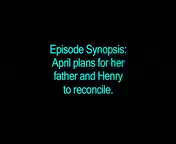 Episode Synopsis:
April plans for her
father and Henry
to reconcile.